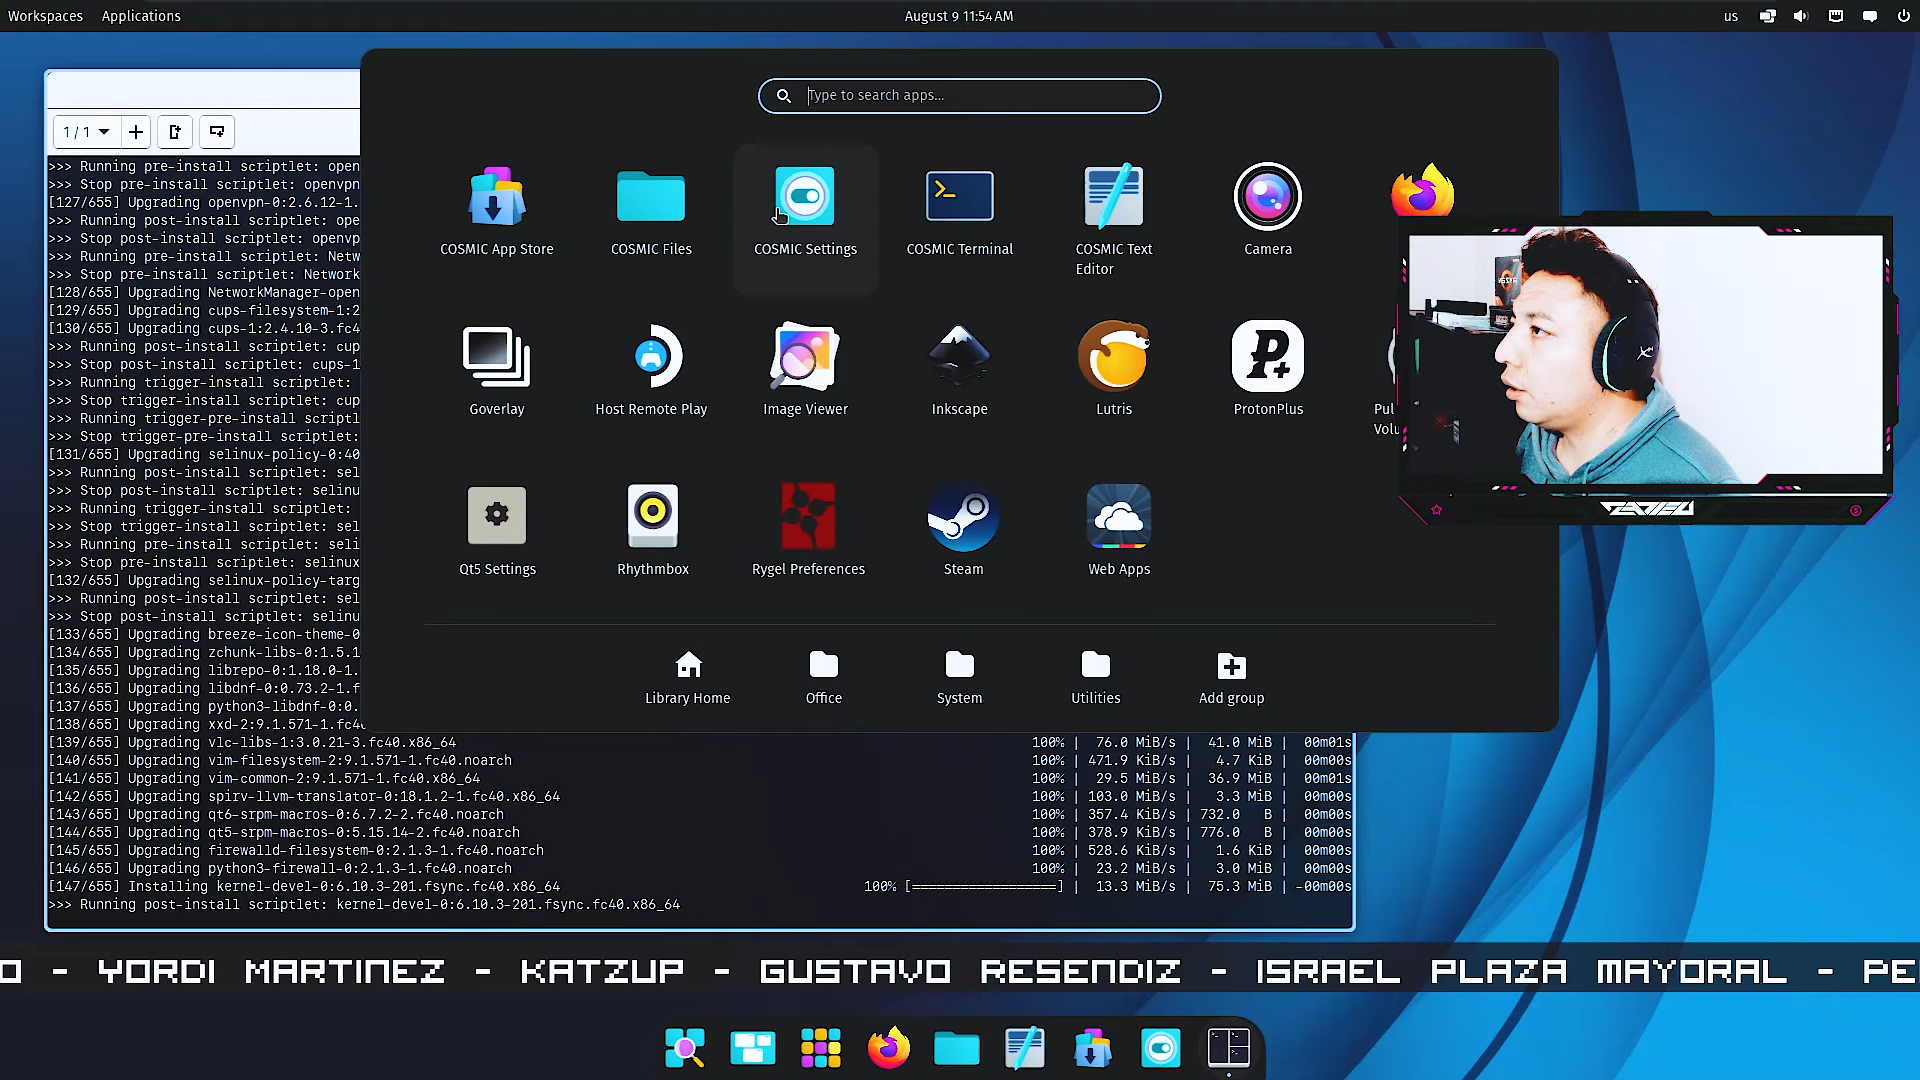 Workspaces Applications August 9 11:54 AM us
Type to search apps...
1 / 1
COSMIC App Store COSMIC Files COSMIC Settings COSMIC Terminal COSMIC Text Editor Camera
Goverlay Host Remote Play Image Viewer Inkscape Lutris ProtonPlus Pul
Volu
Qt5 Settings Rhythmbox Rygel Preferences Steam Web Apps
Library Home Office System Utilities Add group
>>> Running pre-install scriptlet: open
>>> Stop pre-install scriptlet: openvpn
[127/655] Upgrading openvpn-0:2.6.12-1.
>>> Running post-install scriptlet: ope
>>> Stop post-install scriptlet: openvp
>>> Running pre-install scriptlet: Netw
>>> Stop pre-install scriptlet: Network
[128/655] Upgrading NetworkManager-open
[129/655] Upgrading cups-filesystem-1:2
[130/655] Upgrading cups-1:2.4.10-3.fc4
>>> Running post-install scriptlet: cup
>>> Stop post-install scriptlet: cups-1
>>> Running trigger-install scriptlet:
>>> Stop trigger-install scriptlet: cup
>>> Running trigger-pre-install scriptl
>>> Stop trigger-pre-install scriptlet:
[131/655] Upgrading selinux-policy-0:40
>>> Running post-install scriptlet: sel
>>> Stop post-install scriptlet: selinu
>>> Running trigger-install scriptlet:
>>> Stop trigger-install scriptlet: sel
>>> Running pre-install scriptlet: seli
>>> Stop pre-install scriptlet: selinux
[132/655] Upgrading selinux-policy-targ
>>> Running post-install scriptlet: sel
>>> Stop post-install scriptlet: selinu
[133/655] Upgrading breeze-icon-theme-0
[134/655] Upgrading zchunk-libs-0:1.5.1
[135/655] Upgrading librepo-0:1.18.0-1.
[136/655] Upgrading libdnf-0:0.73.2-1.f
[137/655] Upgrading python3-libdnf-0:0.
[138/655] Upgrading xxd-2:9.1.571-1.fc4
[139/655] Upgrading vlc-libs-1:3.0.21-3.fc40.x86_64 100% | 76.0 MiB/s | 41.0 MiB | 00m01s
[140/655] Upgrading vim-filesystem-2:9.1.571-1.fc40.noarch 100% | 471.9 KiB/s | 4.7 KiB | 00m00s
[141/655] Upgrading vim-common-2:9.1.571-1.fc40.x86_64 100% | 29.5 MiB/s | 36.9 MiB | 00m01s
[142/655] Upgrading spirv-llvm-translator-0:18.1.2-1.fc40.x86_64 100% | 103.0 MiB/s | 3.3 MiB | 00m00s
[143/655] Upgrading qt6-srpm-macros-0:6.7.2-2.fc40.noarch 100% | 357.4 KiB/s | 732.0 B | 00m00s
[144/655] Upgrading qt5-srpm-macros-0:5.15.14-2.fc40.noarch 100% | 378.9 KiB/s | 776.0 B | 00m00s
[145/655] Upgrading firewalld-filesystem-0:2.1.3-1.fc40.noarch 100% | 528.6 KiB/s | 1.6 KiB | 00m00s
[146/655] Upgrading python3-firewall-0:2.1.3-1.fc40.noarch 100% | 23.2 MiB/s | 3.0 MiB | 00m00s
[147/655] Installing kernel-devel-0:6.10.3-201.fsync.fc40.x86_64 100% [==================] | 13.3 MiB/s | 75.3 MiB | -00m00s
>>> Running post-install scriptlet: kernel-devel-0:6.10.3-201.fsync.fc40.x86_64
O - YORDI MARTINEZ - KATZUP - GUSTAVO RESENDIZ - ISRAEL PLAZA MAYORAL - PE